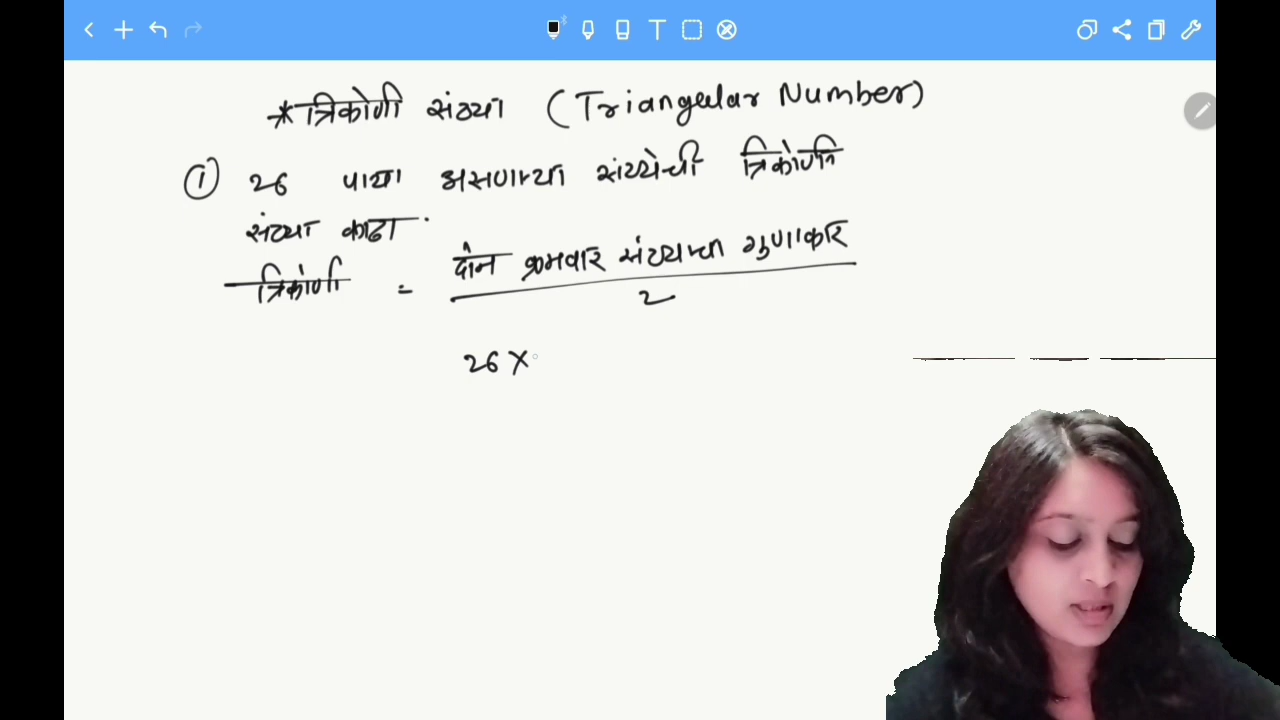 * त्रिकोणी संख्या (Triangular Number)
① 26 पाया असणाऱ्या संख्येची त्रिकोणी
संख्या काढा.
त्रिकोणी = दोन क्रमवार संख्यांचा गुणाकार
2
26 ×